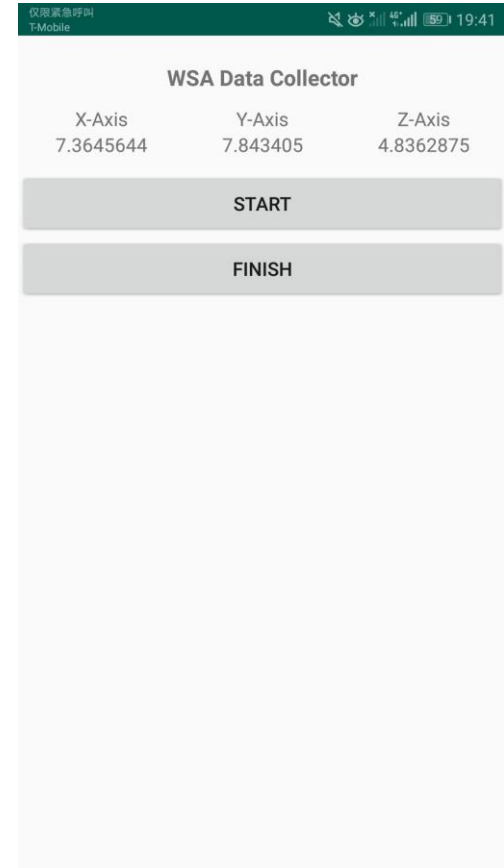 仅限紧急呼叫
T-Mobile
59 19:41
WSA Data Collector
X-Axis Y-Axis Z-Axis
7.3645644 7.843405 4.8362875
START
FINISH